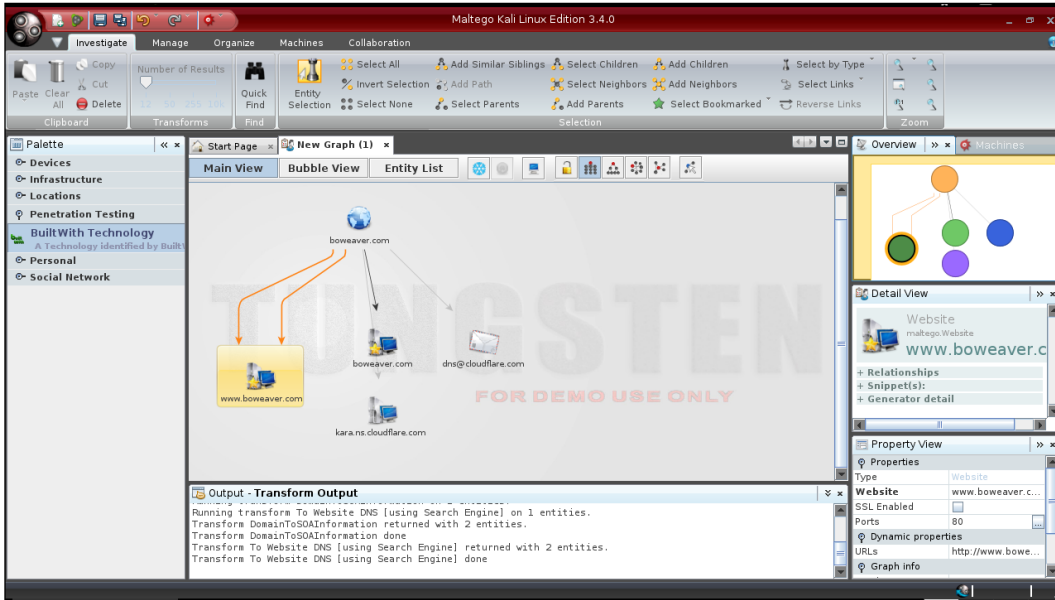 Maltego Kali Linux Edition 3.4.0
Investigate Manage Organize Machines Collaboration
Paste
Clear All
Copy
Cut
Delete
Clipboard
Number of Results
12 50 255 10k
Transforms
Quick Find
Find
Entity Selection
Select All
Invert Selection
Select None
Add Similar Siblings
Add Path
Select Parents
Select Children
Select Neighbors
Add Parents
Add Children
Add Neighbors
Select Bookmarked
Select by Type
Select Links
Reverse Links
Selection
Zoom
Palette
Devices
Infrastructure
Locations
Penetration Testing
BuiltWith Technology
A Technology identified by Built
Personal
Social Network
Start Page
New Graph (1)
Main View Bubble View Entity List
TUNGSTEN
FOR DEMO USE ONLY
boweaver.com
www.boweaver.com
boweaver.com
dns@cloudflare.com
kara.ns.cloudflare.com
Output - Transform Output
Running transform To Website DNS [using Search Engine] on 1 entities.
Transform DomainToSOAInformation returned with 2 entities.
Transform DomainToSOAInformation done
Transform To Website DNS [using Search Engine] returned with 2 entities.
Transform To Website DNS [using Search Engine] done
Overview
Machines
Detail View
Website
maltego.Website
www.boweaver.c
+ Relationships
+ Snippet(s):
+ Generator detail
Property View
Properties
Type Website
Website www.boweaver.c...
SSL Enabled
Ports 80 ...
Dynamic properties
URLs http://www.bowe...
Graph info